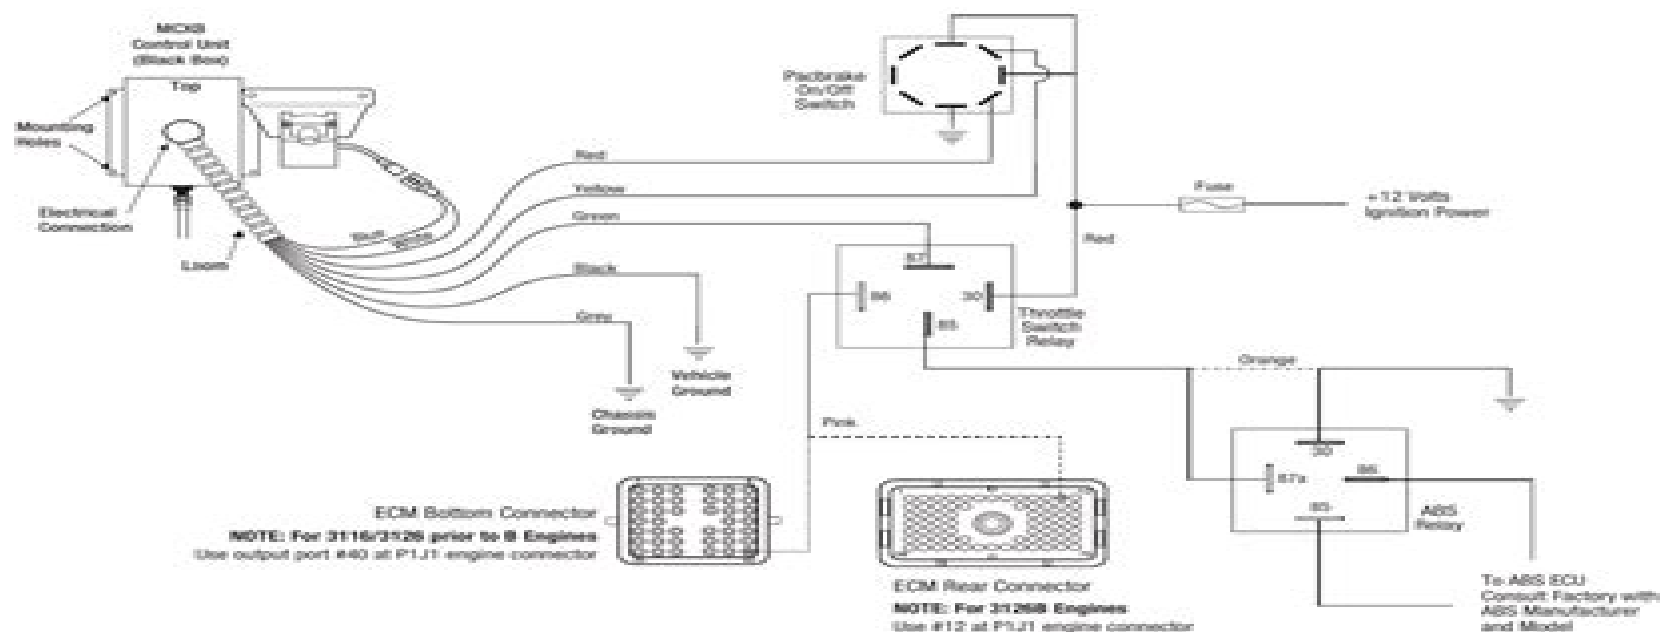 MCXB
Control Unit
(Black Box)
Top
Mounting
Holes
Electrical
Connection
Loom
Blue
Red
Yellow
Green
Black
Grey
Vehicle
Ground
Chassis
Ground
Pacbrake
On/Off
Switch
Fuse
+12 Volts
Ignition Power
Red
87
86
30
85
Throttle
Switch
Relay
Orange
Pink
30
87a
86
85
ABS
Relay
ECM Bottom Connector
NOTE: For 3116/3126 prior to B Engines
Use output port #40 at P1J1 engine connector
ECM Rear Connector
NOTE: For 3126B Engines
Use #12 at P1J1 engine connector
To ABS ECU
Consult Factory with
ABS Manufacturer
and Model